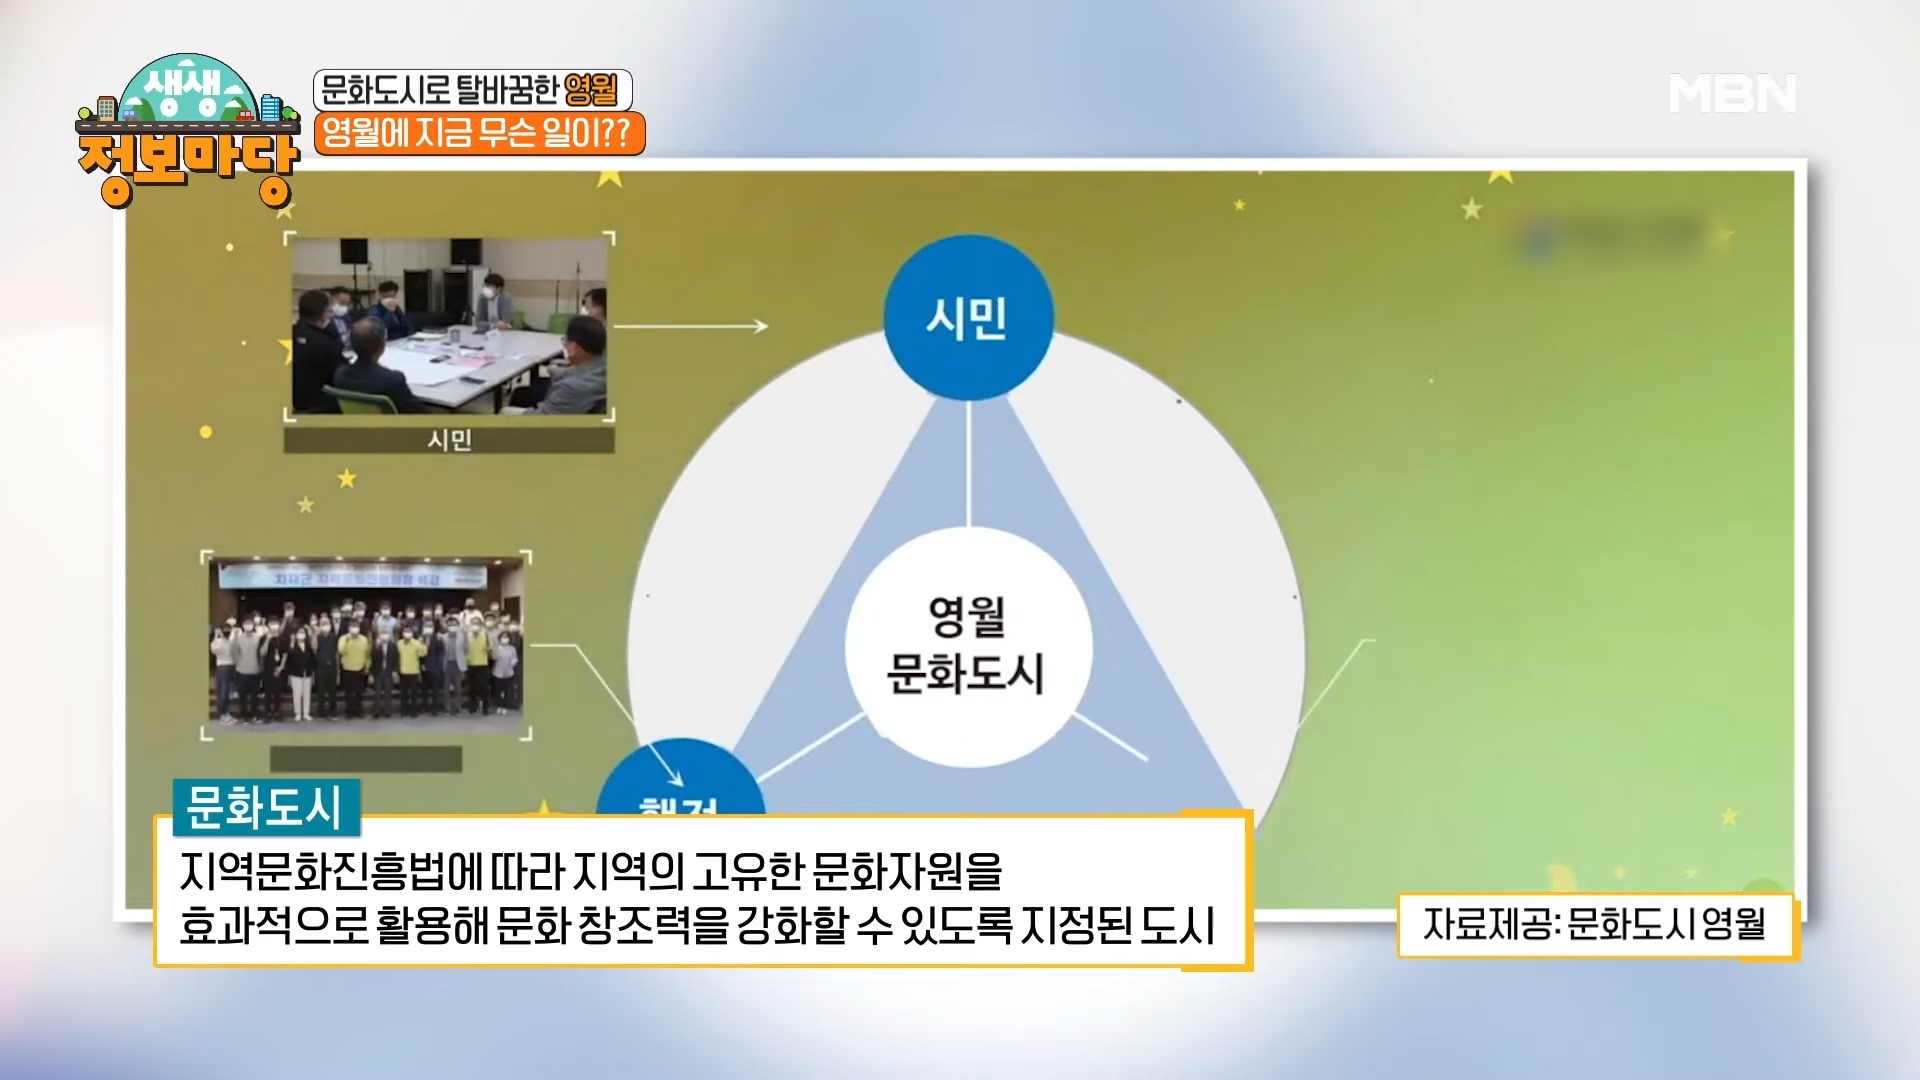 생생
정보마당
문화도시로 탈바꿈한 영월
영월에 지금 무슨 일이??
MBN
시민
시민
영월
문화도시
행정
문화도시
지역문화진흥법에 따라 지역의 고유한 문화자원을
효과적으로 활용해 문화 창조력을 강화할 수 있도록 지정된 도시
자료제공: 문화도시 영월